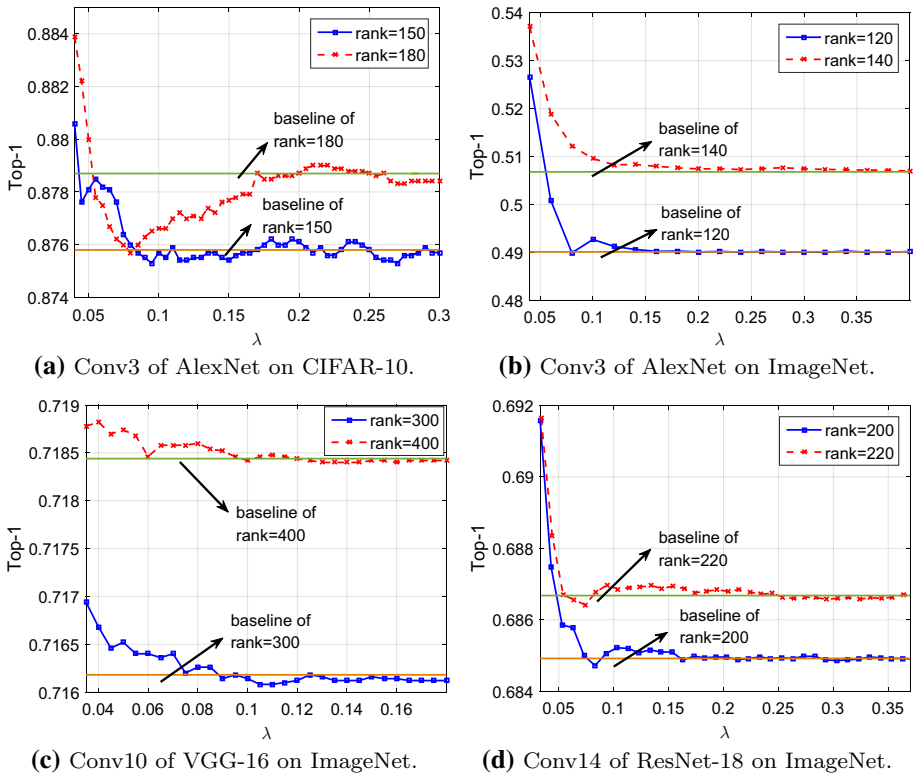 0.884
0.882
0.88
0.878
0.876
0.874
Top-1
rank=150
rank=180
baseline of
rank=180
baseline of
rank=150
0.05 0.1 0.15 0.2 0.25 0.3
λ
(a) Conv3 of AlexNet on CIFAR-10.
0.54
0.53
0.52
0.51
0.5
0.49
0.48
Top-1
rank=120
rank=140
baseline of
rank=140
baseline of
rank=120
0.05 0.1 0.15 0.2 0.25 0.3 0.35
λ
(b) Conv3 of AlexNet on ImageNet.
0.719
0.7185
0.718
0.7175
0.717
0.7165
0.716
Top-1
rank=300
rank=400
baseline of
rank=400
baseline of
rank=300
0.04 0.06 0.08 0.1 0.12 0.14 0.16
λ
(c) Conv10 of VGG-16 on ImageNet.
0.692
0.69
0.688
0.686
0.684
Top-1
rank=200
rank=220
baseline of
rank=220
baseline of
rank=200
0.05 0.1 0.15 0.2 0.25 0.3 0.35
λ
(d) Conv14 of ResNet-18 on ImageNet.